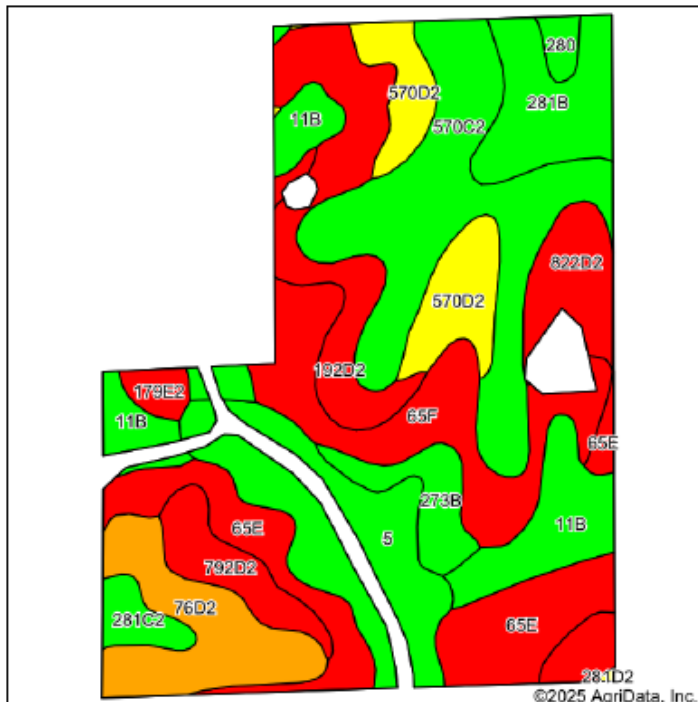 280
570D2
281B
11B
570C2
822D2
570D2
192D2
179E2
65F
11B
65E
273B
65E
11B
5
792D2
76D2
281C2
65E
281D2
©2025 AgriData, Inc.